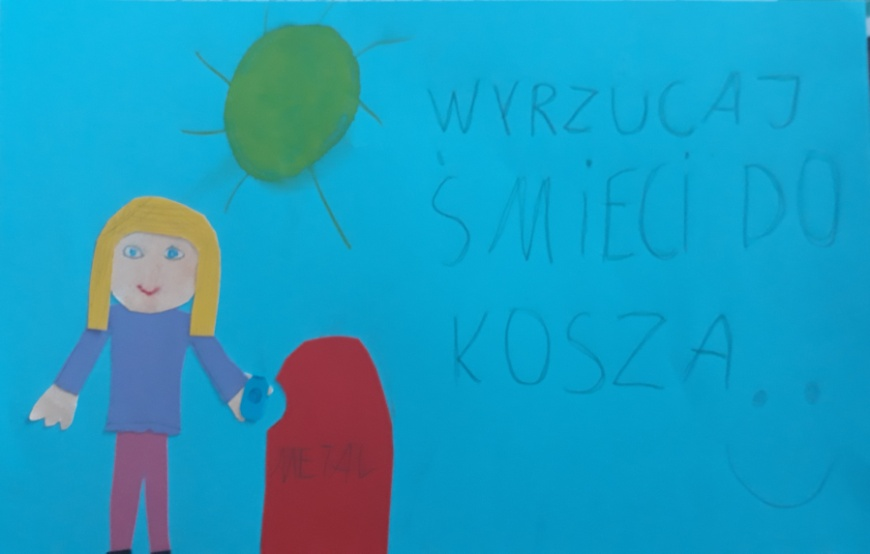 WYRZUCAJ
ŚMIECI DO
KOSZA
METAL